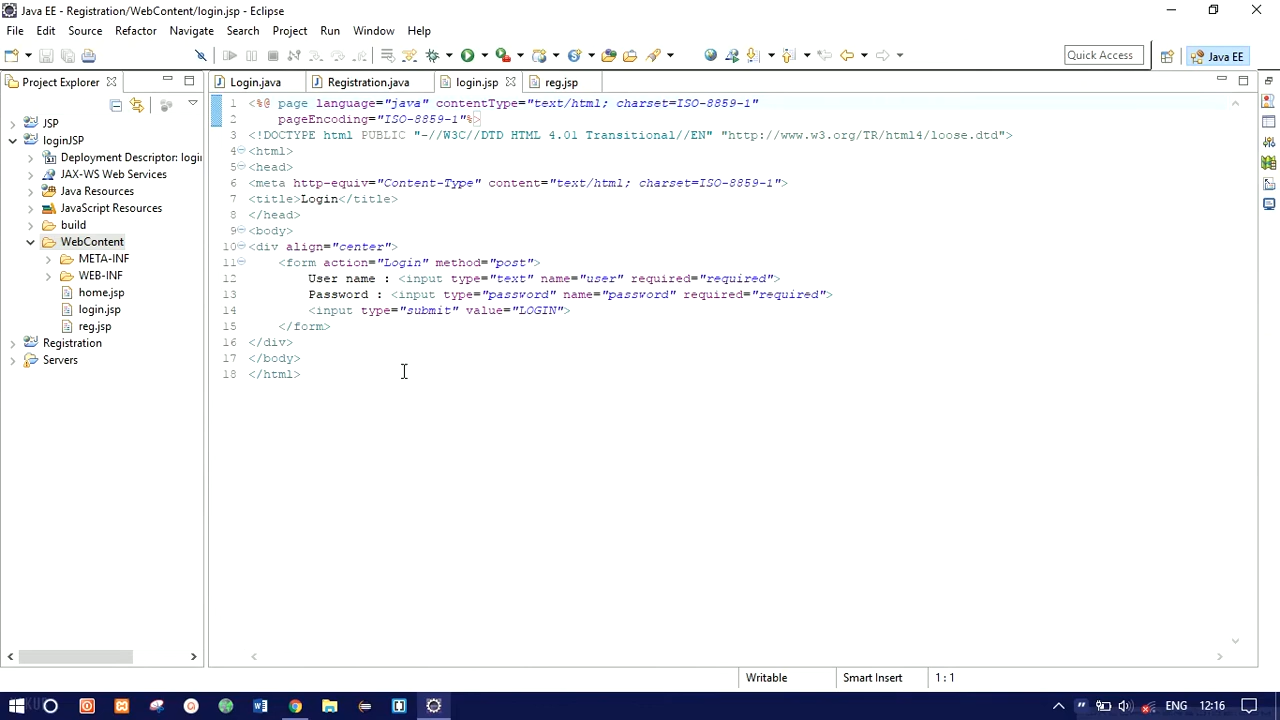 Java EE - Registration/WebContent/login.jsp - Eclipse
File Edit Source Refactor Navigate Search Project Run Window Help
Quick Access
Java EE
Project Explorer
Login.java
Registration.java
login.jsp
reg.jsp
JSP
loginJSP
Deployment Descriptor: logi
JAX-WS Web Services
Java Resources
JavaScript Resources
build
WebContent
META-INF
WEB-INF
home.jsp
login.jsp
reg.jsp
Registration
Servers
1 <%@ page language="java" contentType="text/html; charset=ISO-8859-1"
2 pageEncoding="ISO-8859-1"%>
3 <!DOCTYPE html PUBLIC "-//W3C//DTD HTML 4.01 Transitional//EN" "http://www.w3.org/TR/html4/loose.dtd">
4 <html>
5 <head>
6 <meta http-equiv="Content-Type" content="text/html; charset=ISO-8859-1">
7 <title>Login</title>
8 </head>
9 <body>
10 <div align="center">
11 <form action="Login" method="post">
12 User name : <input type="text" name="user" required="required">
13 Password : <input type="password" name="password" required="required">
14 <input type="submit" value="LOGIN">
15 </form>
16 </div>
17 </body>
18 </html>
Writable
Smart Insert
1 : 1
ENG
12:16